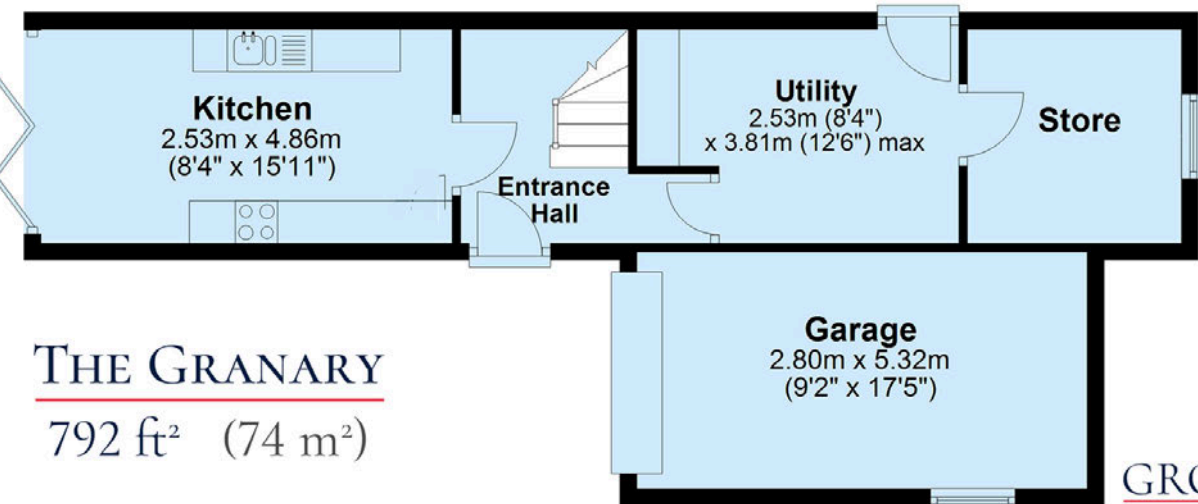 Kitchen
2.53m x 4.86m
(8'4" x 15'11")
Entrance
Hall
Utility
2.53m (8'4")
x 3.81m (12'6") max
Store
Garage
2.80m x 5.32m
(9'2" x 17'5")
THE GRANARY
792 ft² (74 m²)